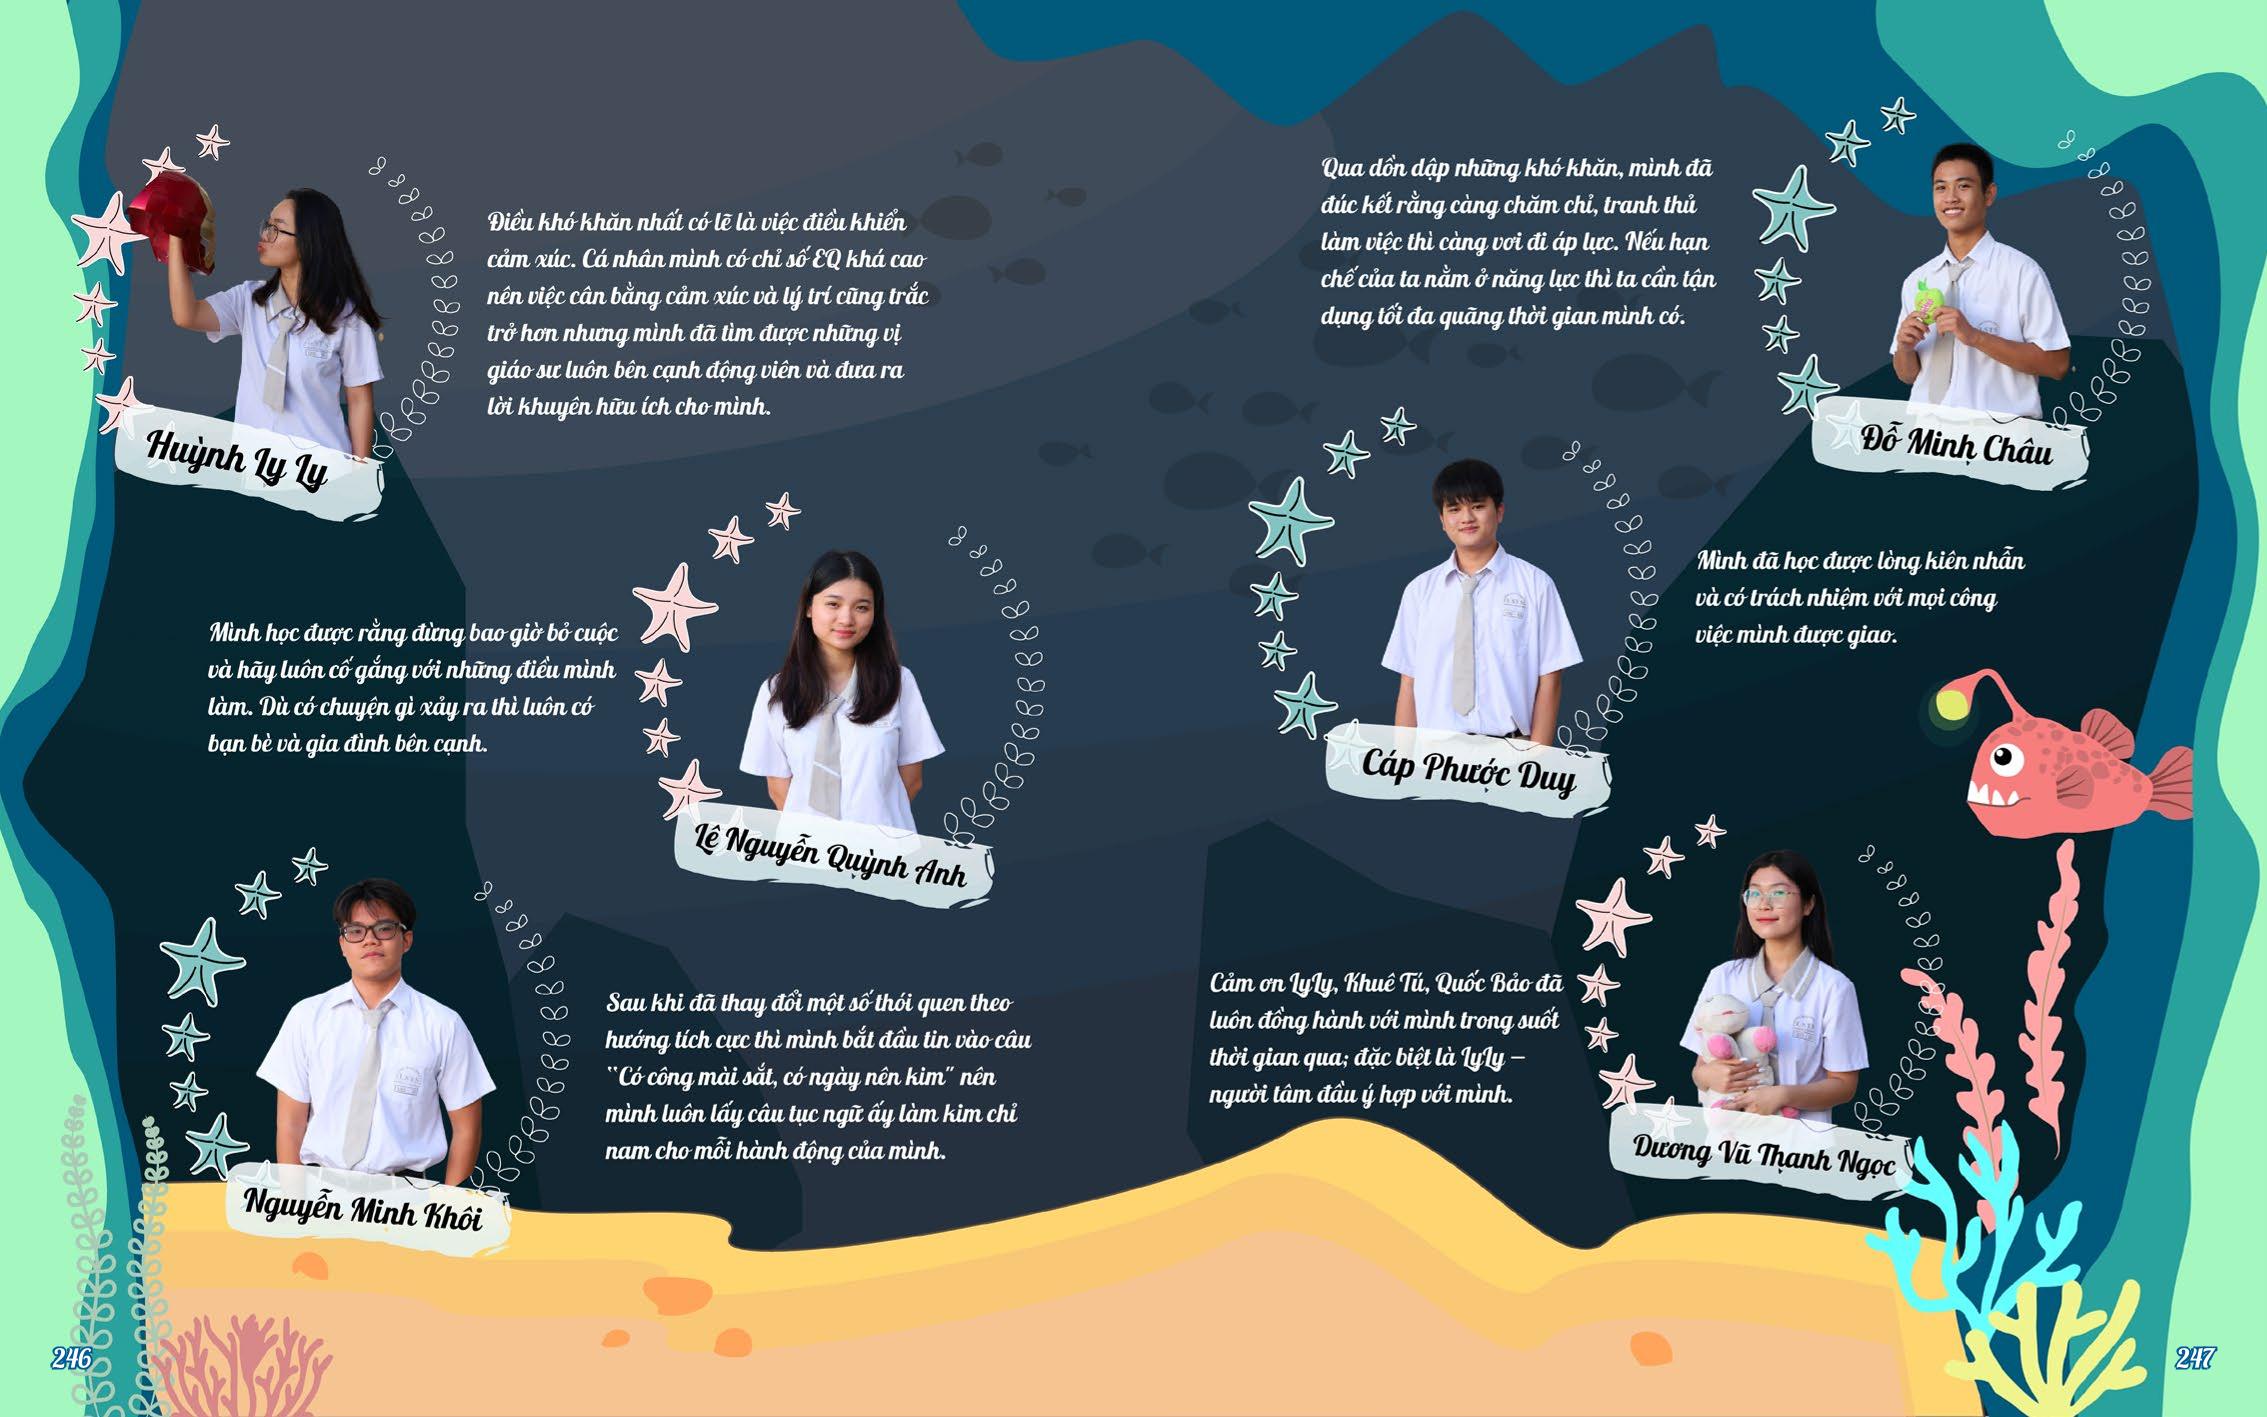 Điều khó khăn nhất có lẽ là việc điều khiển
cảm xúc. Cá nhân mình có chỉ số EQ khá cao
nên việc cân bằng cảm xúc và lý trí cũng trắc
trở hơn nhưng mình đã tìm được những vị
giáo sư luôn bên cạnh động viên và đưa ra
lời khuyên hữu ích cho mình.
Huỳnh Ly Ly
Mình học được rằng đừng bao giờ bỏ cuộc
và hãy luôn cố gắng với những điều mình
làm. Dù có chuyện gì xảy ra thì luôn có
bạn bè và gia đình bên cạnh.
Lê Nguyễn Quỳnh Anh
Sau khi đã thay đổi một số thói quen theo
hướng tích cực thì mình bắt đầu tin vào câu
“Có công mài sắt, có ngày nên kim" nên
mình luôn lấy câu tục ngữ ấy làm kim chỉ
nam cho mỗi hành động của mình.
Nguyễn Minh Khôi
246
Qua dồn dập những khó khăn, mình đã
đúc kết rằng càng chăm chỉ, tranh thủ
làm việc thì càng vơi đi áp lực. Nếu hạn
chế của ta nằm ở năng lực thì ta cần tận
dụng tối đa quãng thời gian mình có.
Đỗ Minh Châu
Mình đã học được lòng kiên nhẫn
và có trách nhiệm với mọi công
việc mình được giao.
Cáp Phước Duy
Cảm ơn LyLy, Khuê Tú, Quốc Bảo đã
luôn đồng hành với mình trong suốt
thời gian qua; đặc biệt là LyLy –
người tâm đầu ý hợp với mình.
Dương Vũ Thanh Ngọc
247